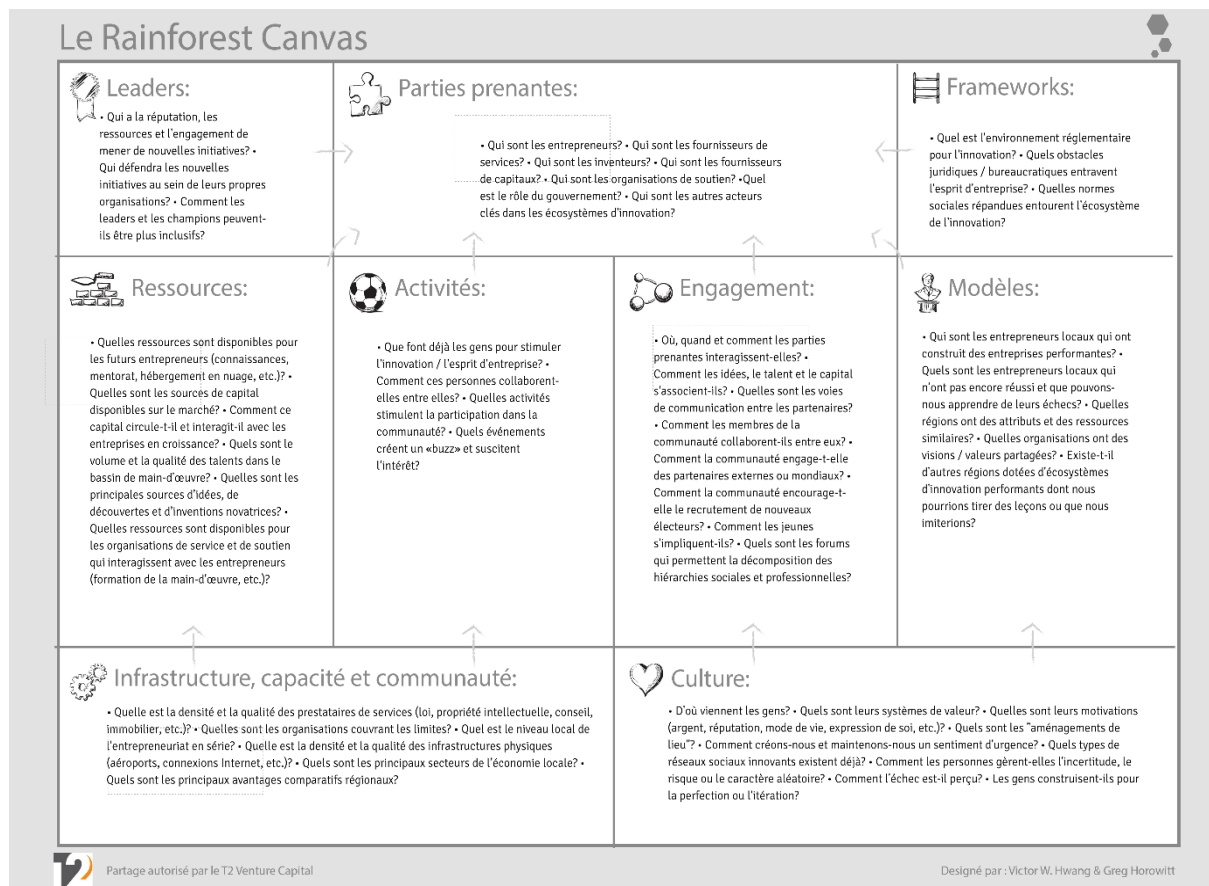 Le Rainforest Canvas
Leaders:
• Qui a la réputation, les
ressources et l'engagement de
mener de nouvelles initiatives? •
Qui défendra les nouvelles
initiatives au sein de leurs propres
organisations? • Comment les
leaders et les champions peuvent-
ils être plus inclusifs?
Parties prenantes:
• Qui sont les entrepreneurs? • Qui sont les fournisseurs de
services? • Qui sont les inventeurs? • Qui sont les fournisseurs
de capitaux? • Qui sont les organisations de soutien? •Quel
est le rôle du gouvernement? • Qui sont les autres acteurs
clés dans les écosystèmes d'innovation?
Frameworks:
• Quel est l'environnement réglementaire
pour l'innovation? • Quels obstacles
juridiques / bureaucratiques entravent
l'esprit d'entreprise? • Quelles normes
sociales répandues entourent l'écosystème
de l'innovation?
Ressources:
• Quelles ressources sont disponibles pour
les futurs entrepreneurs (connaissances,
mentorat, hébergement en nuage, etc.)? •
Quelles sont les sources de capital
disponibles sur le marché? • Comment ce
capital circule-t-il et interagit-il avec les
entreprises en croissance? • Quels sont le
volume et la qualité des talents dans le
bassin de main-d'œuvre? • Quelles sont les
principales sources d'idées, de
découvertes et d'inventions novatrices? •
Quelles ressources sont disponibles pour
les organisations de service et de soutien
qui interagissent avec les entrepreneurs
(formation de la main-d'œuvre, etc.)?
Activités:
• Que font déjà les gens pour stimuler
l'innovation / l'esprit d'entreprise? •
Comment ces personnes collaborent-
elles entre elles? • Quelles activités
stimulent la participation dans la
communauté? • Quels événements
créent un «buzz» et suscitent
l'intérêt?
Engagement:
• Où, quand et comment les parties
prenantes interagissent-elles? •
Comment les idées, le talent et le capital
s'associent-ils? • Quelles sont les voies
de communication entre les partenaires?
• Comment les membres de la
communauté collaborent-ils entre eux? •
Comment la communauté engage-t-elle
des partenaires externes ou mondiaux? •
Comment la communauté encourage-t-
elle le recrutement de nouveaux
électeurs? • Comment les jeunes
s'impliquent-ils? • Quels sont les forums
qui permettent la décomposition des
hiérarchies sociales et professionnelles?
Modèles:
• Qui sont les entrepreneurs locaux qui ont
construit des entreprises performantes? •
Quels sont les entrepreneurs locaux qui
n'ont pas encore réussi et que pouvons-
nous apprendre de leurs échecs? • Quelles
régions ont des attributs et des ressources
similaires? • Quelles organisations ont des
visions / valeurs partagées? • Existe-t-il
d'autres régions dotées d'écosystèmes
d'innovation performants dont nous
pourrions tirer des leçons ou que nous
imiterions?
Infrastructure, capacité et communauté:
• Quelle est la densité et la qualité des prestataires de services (loi, propriété intellectuelle, conseil,
immobilier, etc.)? • Quelles sont les organisations couvrant les limites? • Quel est le niveau local de
l'entrepreneuriat en série? • Quelle est la densité et la qualité des infrastructures physiques
(aéroports, connexions Internet, etc.)? • Quels sont les principaux secteurs de l'économie locale? •
Quels sont les principaux avantages comparatifs régionaux?
Culture:
• D'où viennent les gens? • Quels sont leurs systèmes de valeur? • Quelles sont leurs motivations
(argent, réputation, mode de vie, expression de soi, etc.)? • Quels sont les "aménagements de
lieu"? • Comment créons-nous et maintenons-nous un sentiment d'urgence? • Quels types de
réseaux sociaux innovants existent déjà? • Comment les personnes gèrent-elles l'incertitude, le
risque ou le caractère aléatoire? • Comment l'échec est-il perçu? • Les gens construisent-ils pour
la perfection ou l'itération?
T2
Partage autorisé par le T2 Venture Capital
Designé par : Victor W. Hwang & Greg Horowitt